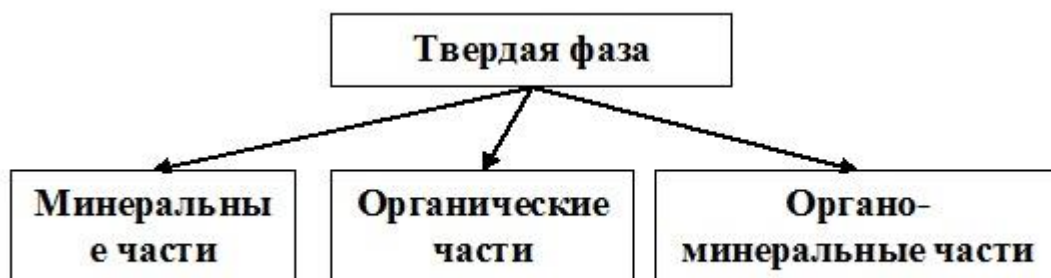 Твердая фаза
Минеральны
е части
Органические
части
Органо-
минеральные части